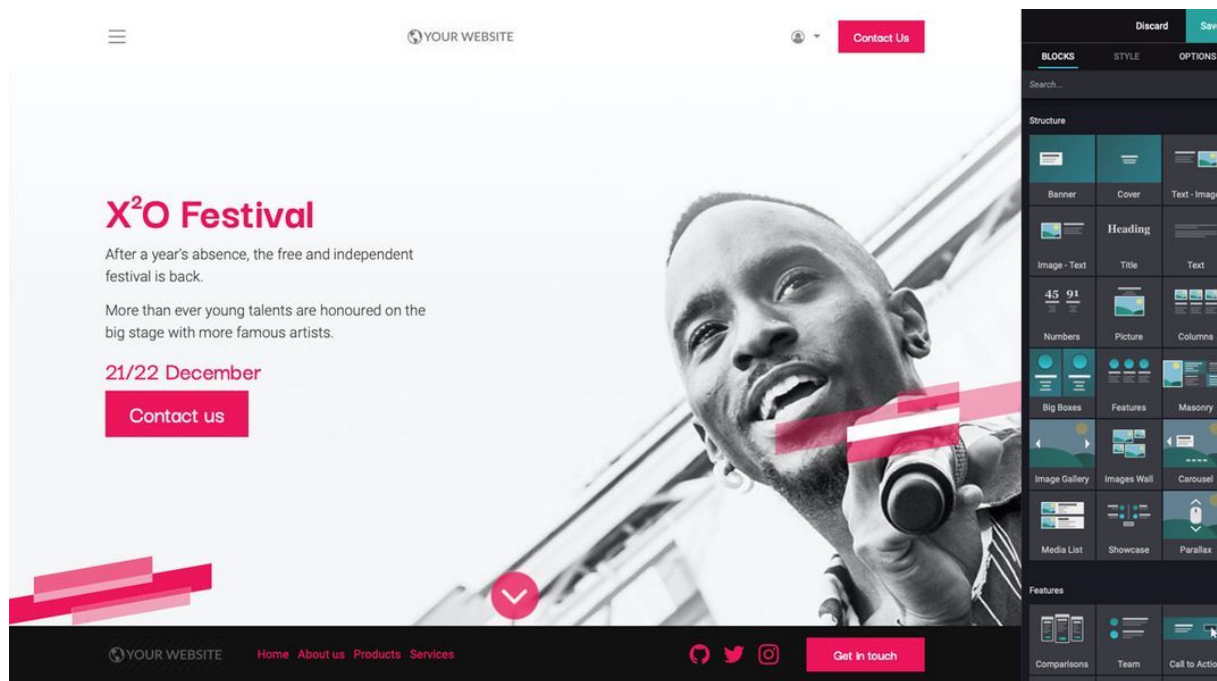 YOUR WEBSITE
Contact Us
X²O Festival
After a year's absence, the free and independent
festival is back.
More than ever young talents are honoured on the
big stage with more famous artists.
21/22 December
Contact us
YOUR WEBSITE
Home About us Products Services
Get in touch
Discard Save
BLOCKS STYLE OPTIONS
Search...
Structure
Banner Cover Text - Image
Heading
Image - Text Title Text
45 91
Numbers Picture Columns
Big Boxes Features Masonry
Image Gallery Images Wall Carousel
Media List Showcase Parallax
Features
Comparisons Team Call to Actio